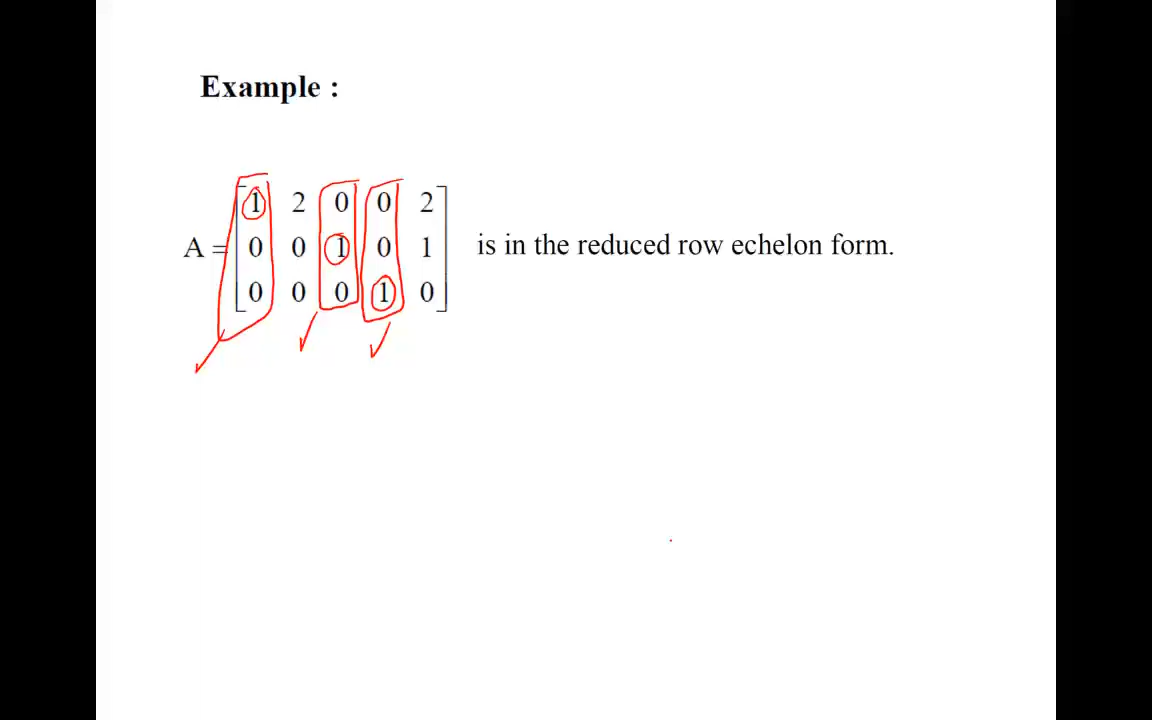 Example :
1 2 0 0 2
A = 0 0 1 0 1 is in the reduced row echelon form.
0 0 0 1 0